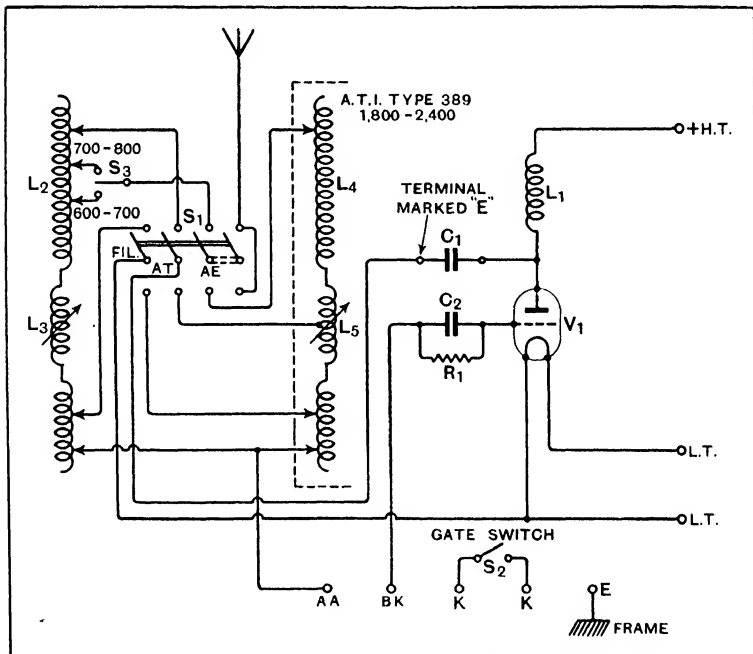 A.T.I. TYPE 389
1,800 – 2,400
+H.T.
700 – 800
S3
L2
L4
L1
TERMINAL
MARKED "E"
600 – 700
S1
FIL.
AT
AE
C1
C2
V1
L3
L5
R1
L.T.
L.T.
GATE SWITCH
S2
AA
BK
K
K
E
FRAME